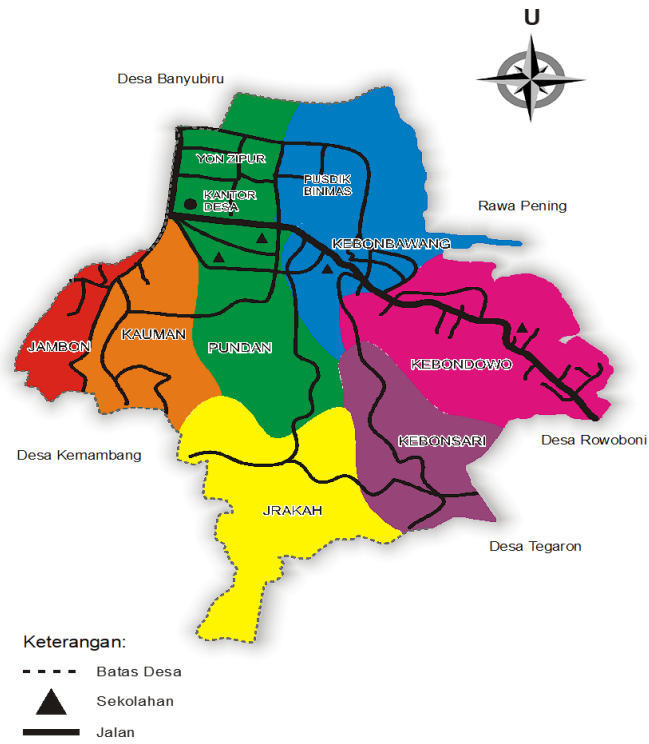 U
Desa Banyubiru
YON ZIPUR
PUSDIK
BINMAS
KANTOR
DESA
Rawa Pening
KEBONBAWANG
KAUMAN
JAMBON
PUNDAN
KEBONDOWO
KEBONSARI
Desa Rowoboni
Desa Kemambang
JRAKAH
Desa Tegaron
Keterangan:
Batas Desa
Sekolahan
Jalan